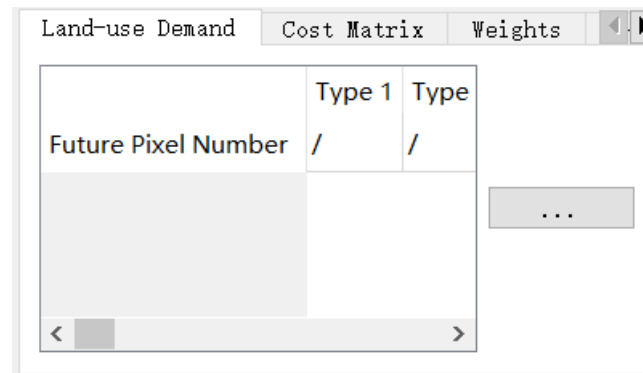 Land-use Demand Cost Matrix Weights
Type 1 Type
Future Pixel Number / /
...